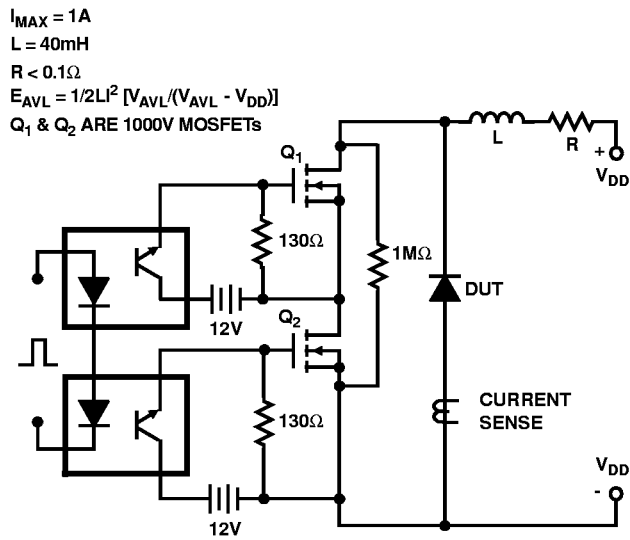 I_MAX = 1A
L = 40mH
R < 0.1Ω
E_AVL = 1/2LI² [V_AVL/(V_AVL - V_DD)]
Q₁ & Q₂ ARE 1000V MOSFETs
Q₁
L
R
+
V_DD
130Ω
1MΩ
DUT
12V
Q₂
130Ω
CURRENT
SENSE
V_DD
-
12V